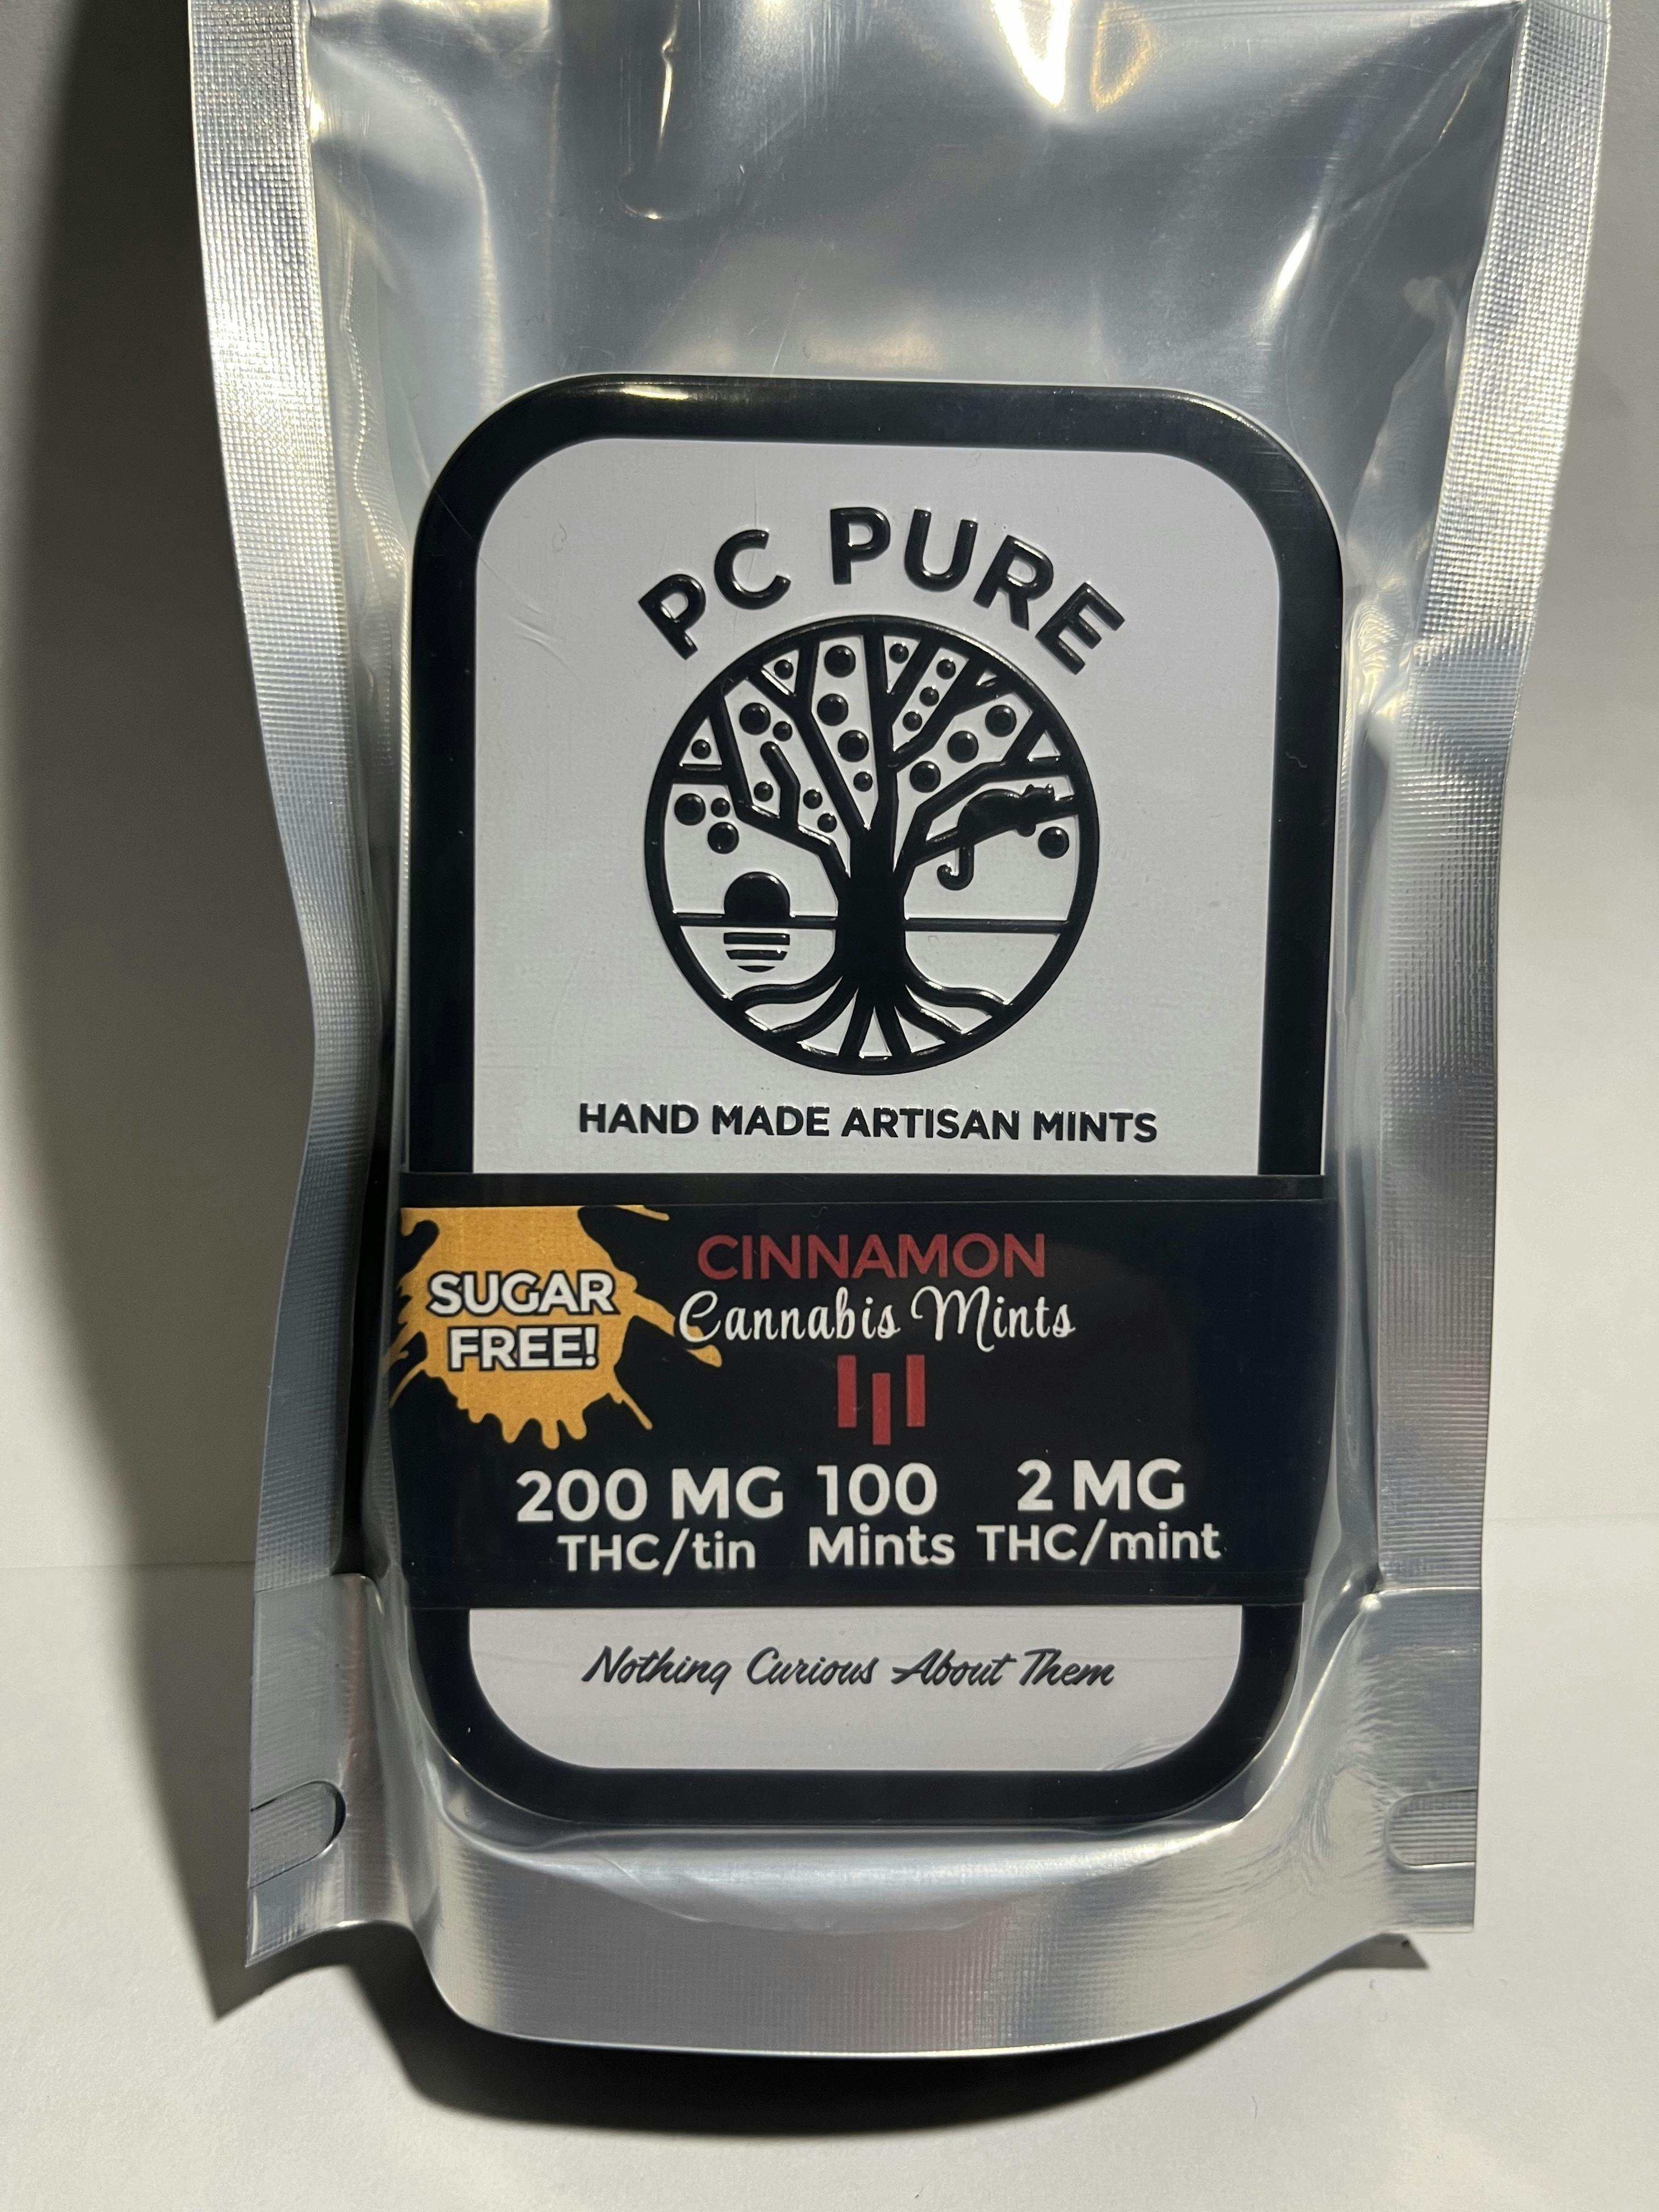 PC PURE
HAND MADE ARTISAN MINTS
SUGAR
FREE!
CINNAMON
Cannabis Mints
200 MG 100 2 MG
THC/tin Mints THC/mint
Nothing Curious About Them